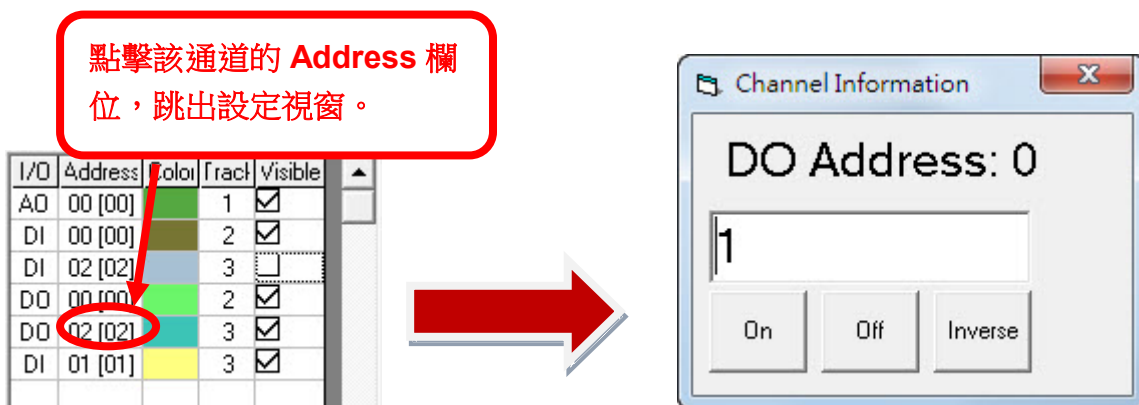 點擊該通道的 Address 欄
位，跳出設定視窗。
I/O Address Color Track Visible
AO 00 [00] 1
DI 00 [00] 2
DI 02 [02] 3
DO 00 [00] 2
DO 02 [02] 3
DI 01 [01] 3
Channel Information
DO Address: 0
1
On Off Inverse